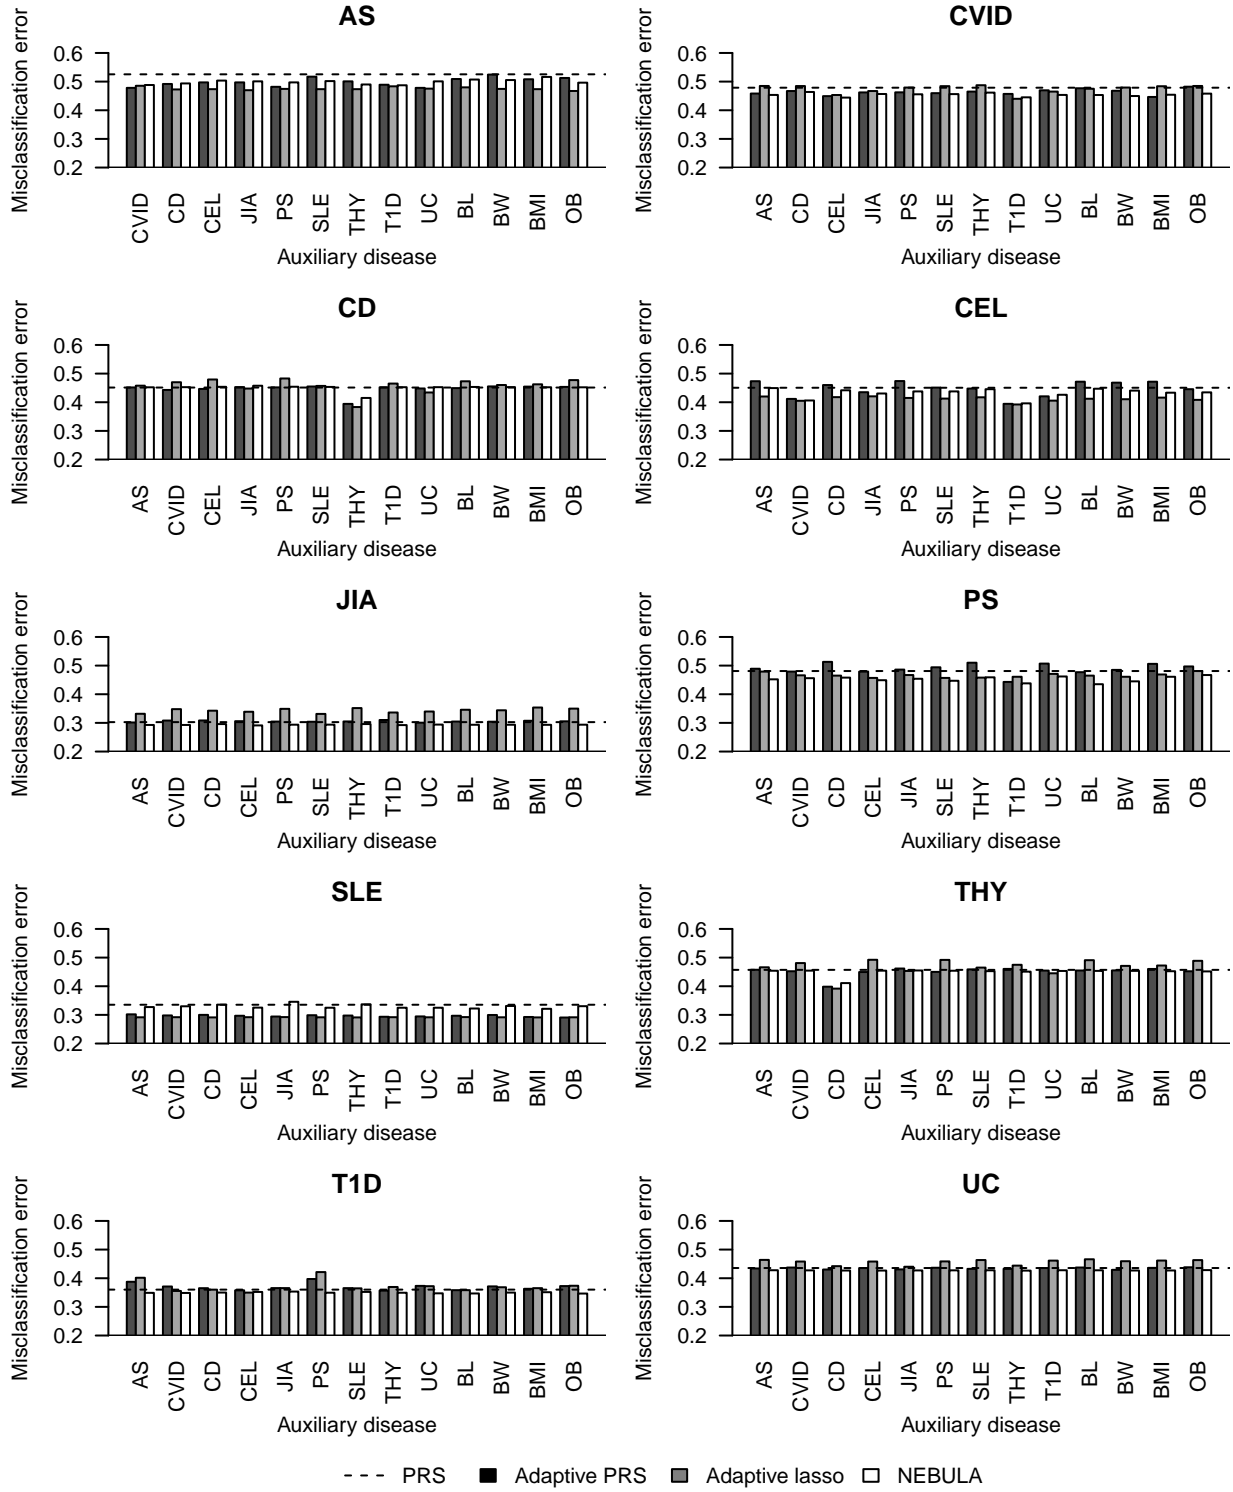 AS
Misclassification error
0.6
0.5
0.4
0.3
0.2
CVID CD CEL JIA PS SLE THY T1D UC BL BW BMI OB
Auxiliary disease
CVID
Misclassification error
0.6
0.5
0.4
0.3
0.2
AS CD CEL JIA PS SLE THY T1D UC BL BW BMI OB
Auxiliary disease
CD
Misclassification error
0.6
0.5
0.4
0.3
0.2
AS CVID CEL JIA PS SLE THY T1D UC BL BW BMI OB
Auxiliary disease
CEL
Misclassification error
0.6
0.5
0.4
0.3
0.2
AS CVID CD JIA PS SLE THY T1D UC BL BW BMI OB
Auxiliary disease
JIA
Misclassification error
0.6
0.5
0.4
0.3
0.2
AS CVID CD CEL PS SLE THY T1D UC BL BW BMI OB
Auxiliary disease
PS
Misclassification error
0.6
0.5
0.4
0.3
0.2
AS CVID CD CEL JIA SLE THY T1D UC BL BW BMI OB
Auxiliary disease
SLE
Misclassification error
0.6
0.5
0.4
0.3
0.2
AS CVID CD CEL JIA PS THY T1D UC BL BW BMI OB
Auxiliary disease
THY
Misclassification error
0.6
0.5
0.4
0.3
0.2
AS CVID CD CEL JIA PS SLE T1D UC BL BW BMI OB
Auxiliary disease
T1D
Misclassification error
0.6
0.5
0.4
0.3
0.2
AS CVID CD CEL JIA PS SLE THY UC BL BW BMI OB
Auxiliary disease
UC
Misclassification error
0.6
0.5
0.4
0.3
0.2
AS CVID CD CEL JIA PS SLE THY T1D BL BW BMI OB
Auxiliary disease
PRS Adaptive PRS Adaptive lasso NEBULA